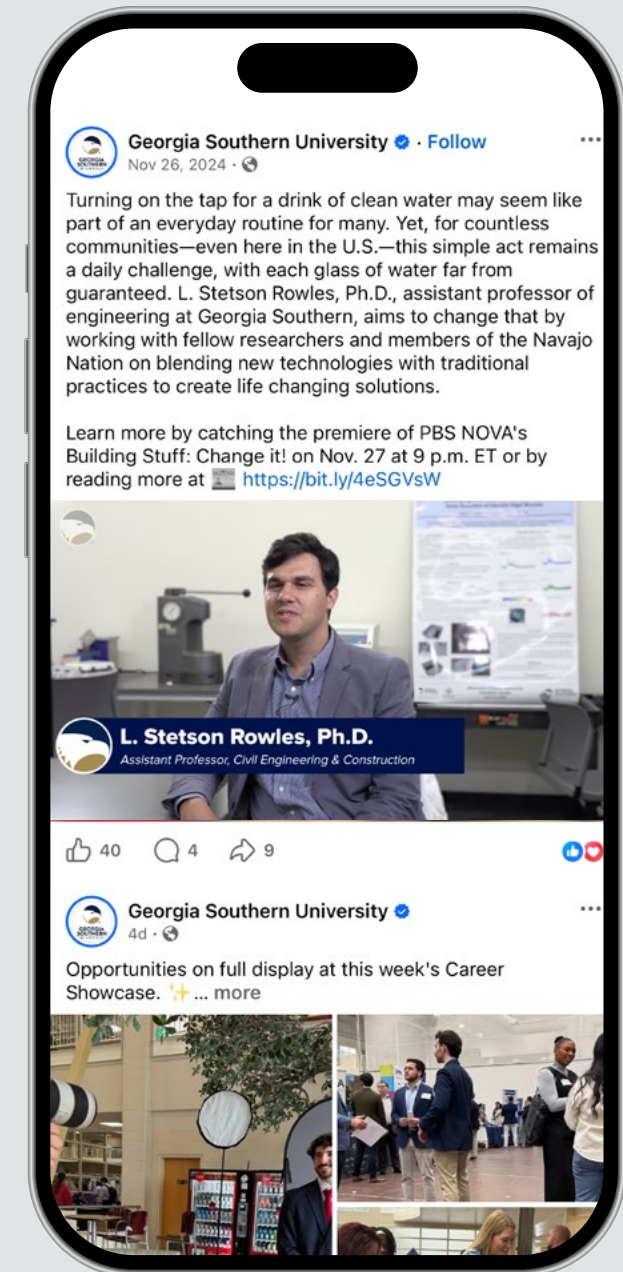 Georgia Southern University · Follow
Nov 26, 2024 ·
Turning on the tap for a drink of clean water may seem like
part of an everyday routine for many. Yet, for countless
communities—even here in the U.S.—this simple act remains
a daily challenge, with each glass of water far from
guaranteed. L. Stetson Rowles, Ph.D., assistant professor of
engineering at Georgia Southern, aims to change that by
working with fellow researchers and members of the Navajo
Nation on blending new technologies with traditional
practices to create life changing solutions.
Learn more by catching the premiere of PBS NOVA's
Building Stuff: Change it! on Nov. 27 at 9 p.m. ET or by
reading more at 📰 https://bit.ly/4eSGVsW
L. Stetson Rowles, Ph.D.
Assistant Professor, Civil Engineering & Construction
40 4 9
Georgia Southern University
4d ·
Opportunities on full display at this week's Career
Showcase. ✨ ... more